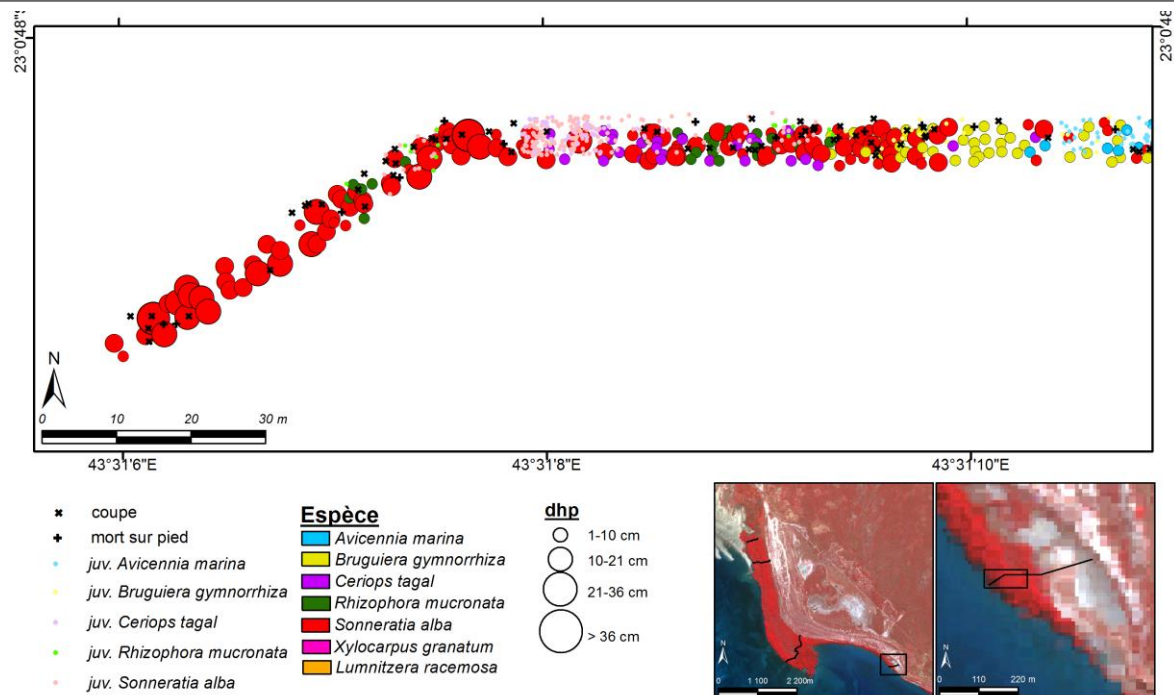 23°0'48"S
23°0'48
N
0 10 20 30 m
43°31'6"E
43°31'8"E
43°31'10"E
coupe
mort sur pied
juv. Avicennia marina
juv. Bruguiera gymnorrhiza
juv. Ceriops tagal
juv. Rhizophora mucronata
juv. Sonneratia alba
Espèce
Avicennia marina
Bruguiera gymnorrhiza
Ceriops tagal
Rhizophora mucronata
Sonneratia alba
Xylocarpus granatum
Lumnitzera racemosa
dhp
1-10 cm
10-21 cm
21-36 cm
> 36 cm
N
0 1 100 2 200 m
N
0 110 220 m